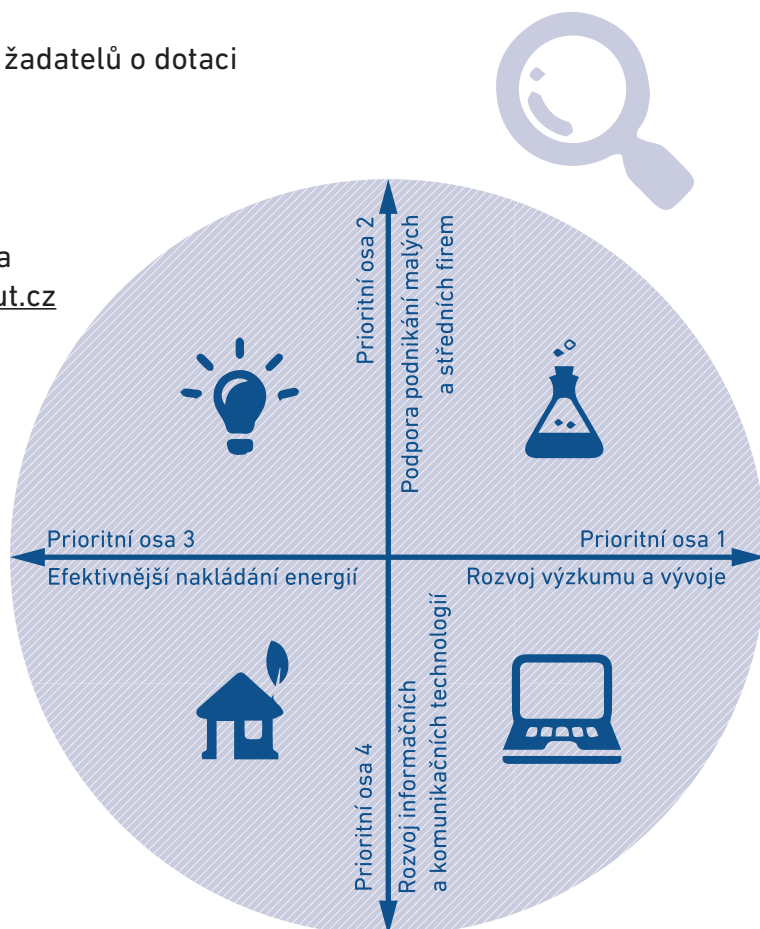 žadatelů o dotaci
a
ut.cz
Prioritní osa 2
Podpora podnikání malých
a středních firem
Prioritní osa 3
Efektivnější nakládání energií
Prioritní osa 1
Rozvoj výzkumu a vývoje
Prioritní osa 4
Rozvoj informačních
a komunikačních technologií